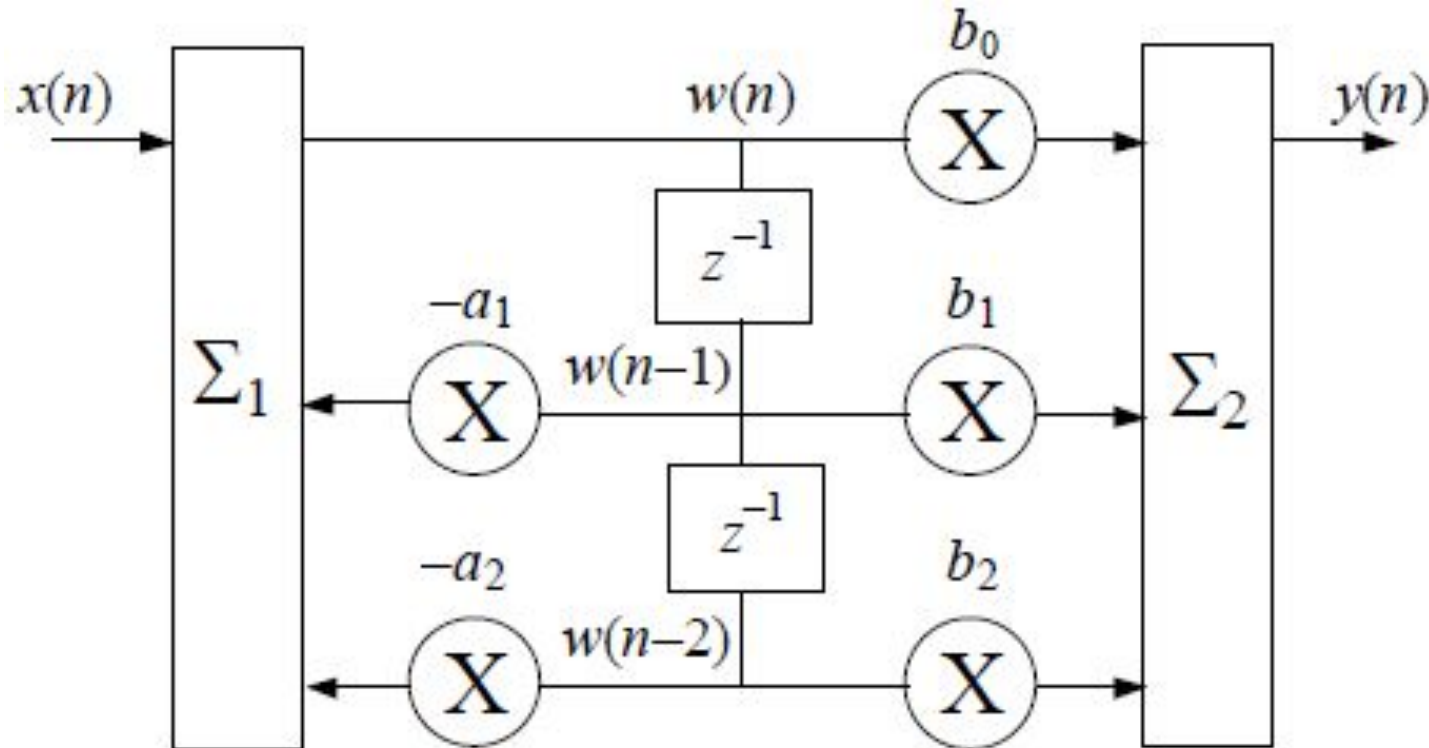 b₀
x(n) w(n) X y(n)
z⁻¹
–a₁ b₁
Σ₁ X w(n–1) X Σ₂
z⁻¹
–a₂ b₂
X w(n–2) X